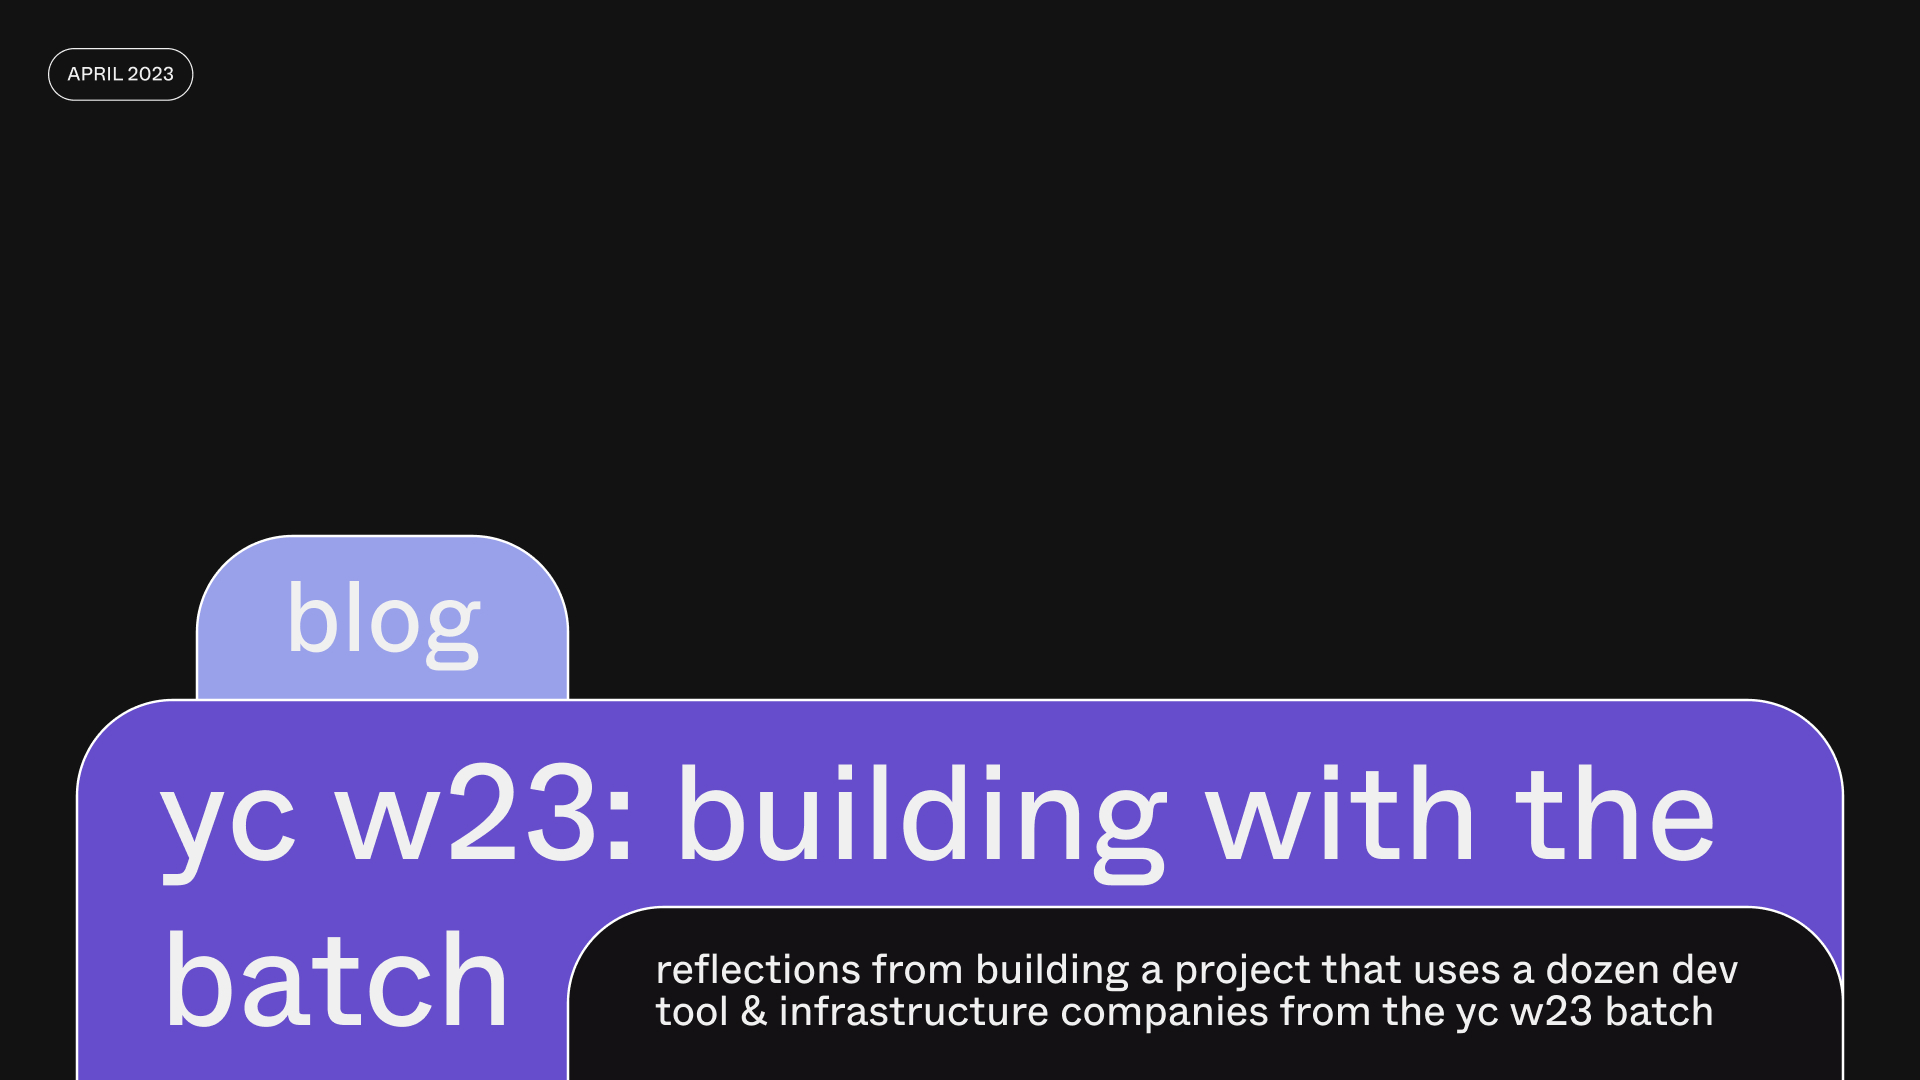 APRIL 2023
blog
yc w23: building with the
batch
reflections from building a project that uses a dozen dev
tool & infrastructure companies from the yc w23 batch